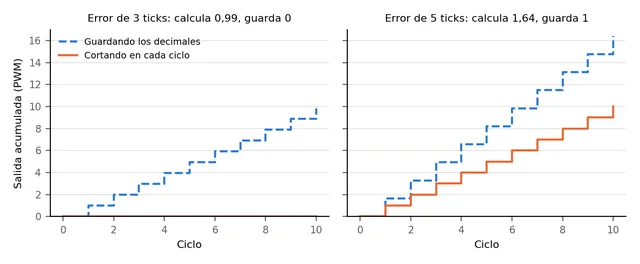 Error de 3 ticks: calcula 0,99, guarda 0
Error de 5 ticks: calcula 1,64, guarda 1
Guardando los decimales
Cortando en cada ciclo
Salida acumulada (PWM)
16
14
12
10
8
6
4
2
0
0 2 4 6 8 10
0 2 4 6 8 10
Ciclo
Ciclo